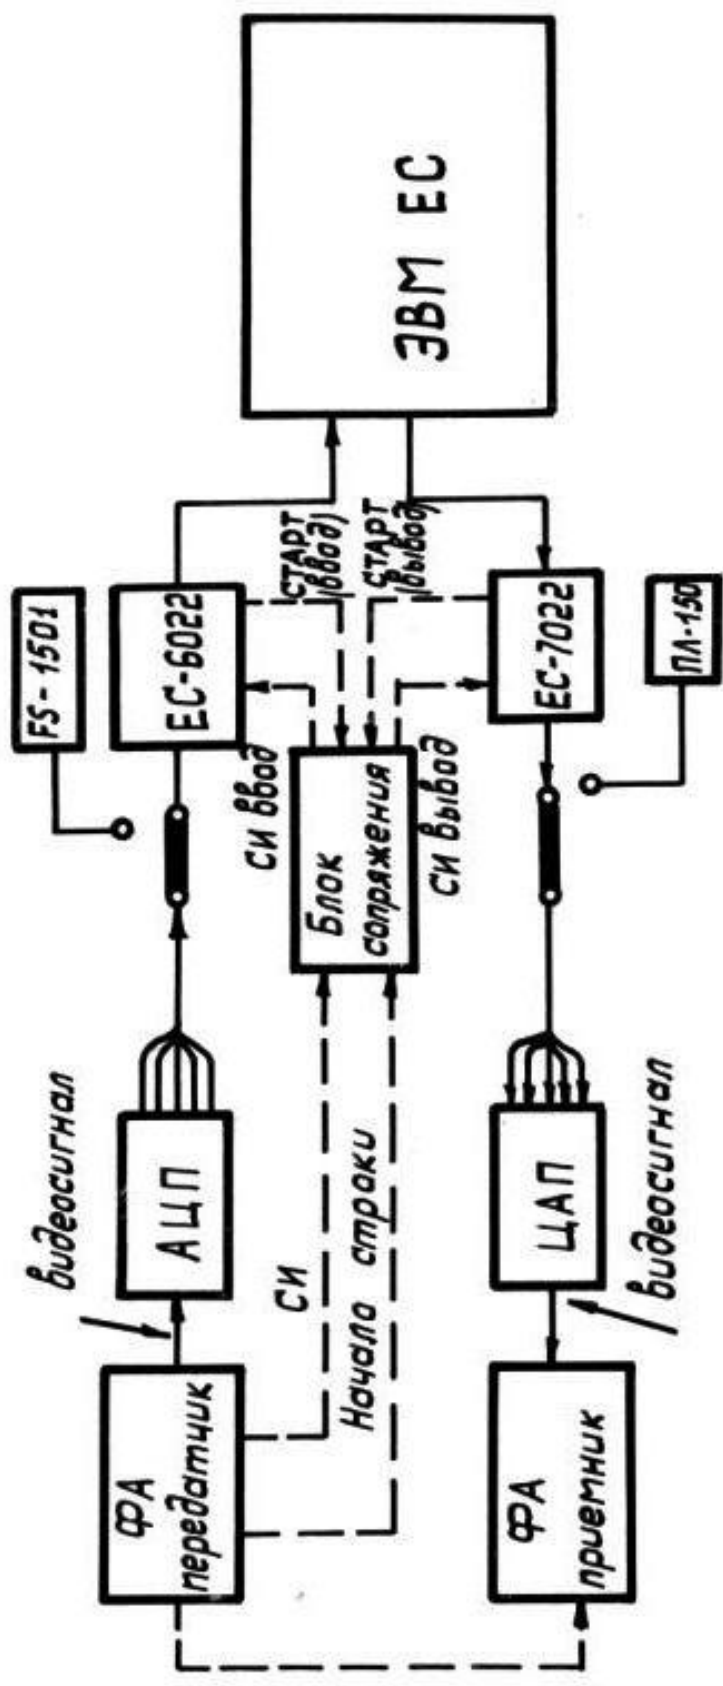 FS-1501
видеосигнал
ФА
передатчик
АЦП
ЕС-6022
СИ ввод
СТАРТ
(ввод)
СИ
Начало строки
Блок
сопряжения
СТАРТ
(вывод)
СИ вывод
ЭВМ ЕС
ФА
приемник
ЦАП
ЕС-7022
видеосигнал
ПЛ-150